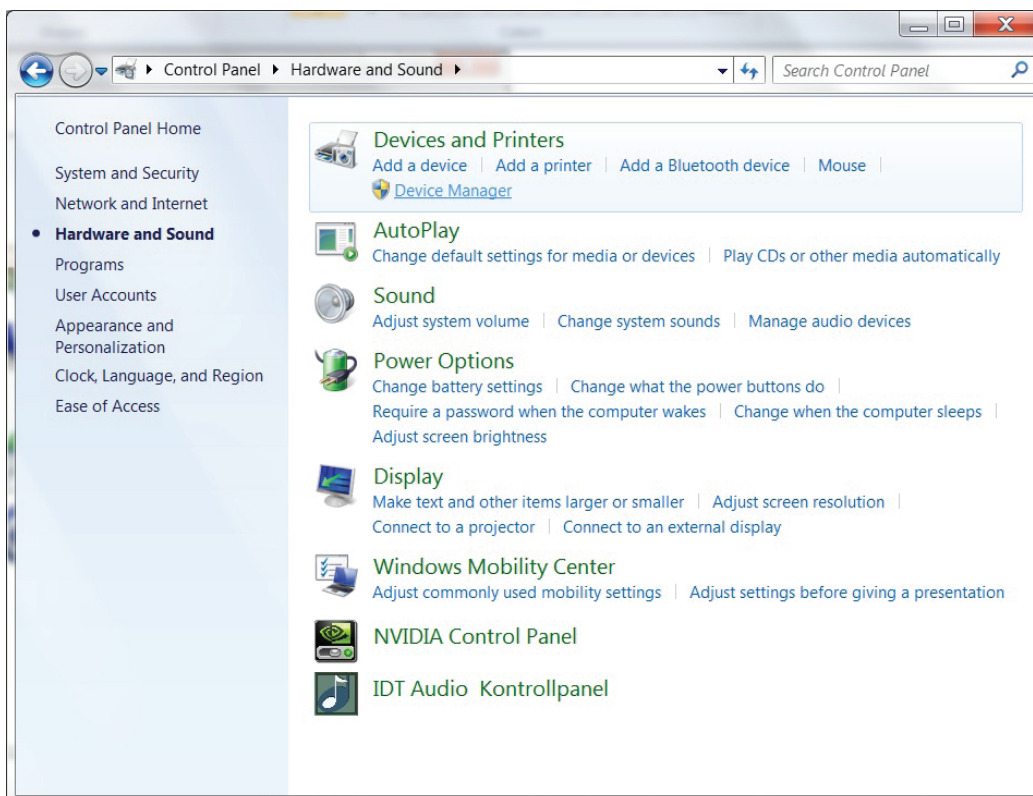 Control Panel ▸ Hardware and Sound ▸
Search Control Panel
Control Panel Home
System and Security
Network and Internet
Hardware and Sound
Programs
User Accounts
Appearance and
Personalization
Clock, Language, and Region
Ease of Access
Devices and Printers
Add a device | Add a printer | Add a Bluetooth device | Mouse |
Device Manager
AutoPlay
Change default settings for media or devices | Play CDs or other media automatically
Sound
Adjust system volume | Change system sounds | Manage audio devices
Power Options
Change battery settings | Change what the power buttons do |
Require a password when the computer wakes | Change when the computer sleeps |
Adjust screen brightness
Display
Make text and other items larger or smaller | Adjust screen resolution |
Connect to a projector | Connect to an external display
Windows Mobility Center
Adjust commonly used mobility settings | Adjust settings before giving a presentation
NVIDIA Control Panel
IDT Audio Kontrollpanel